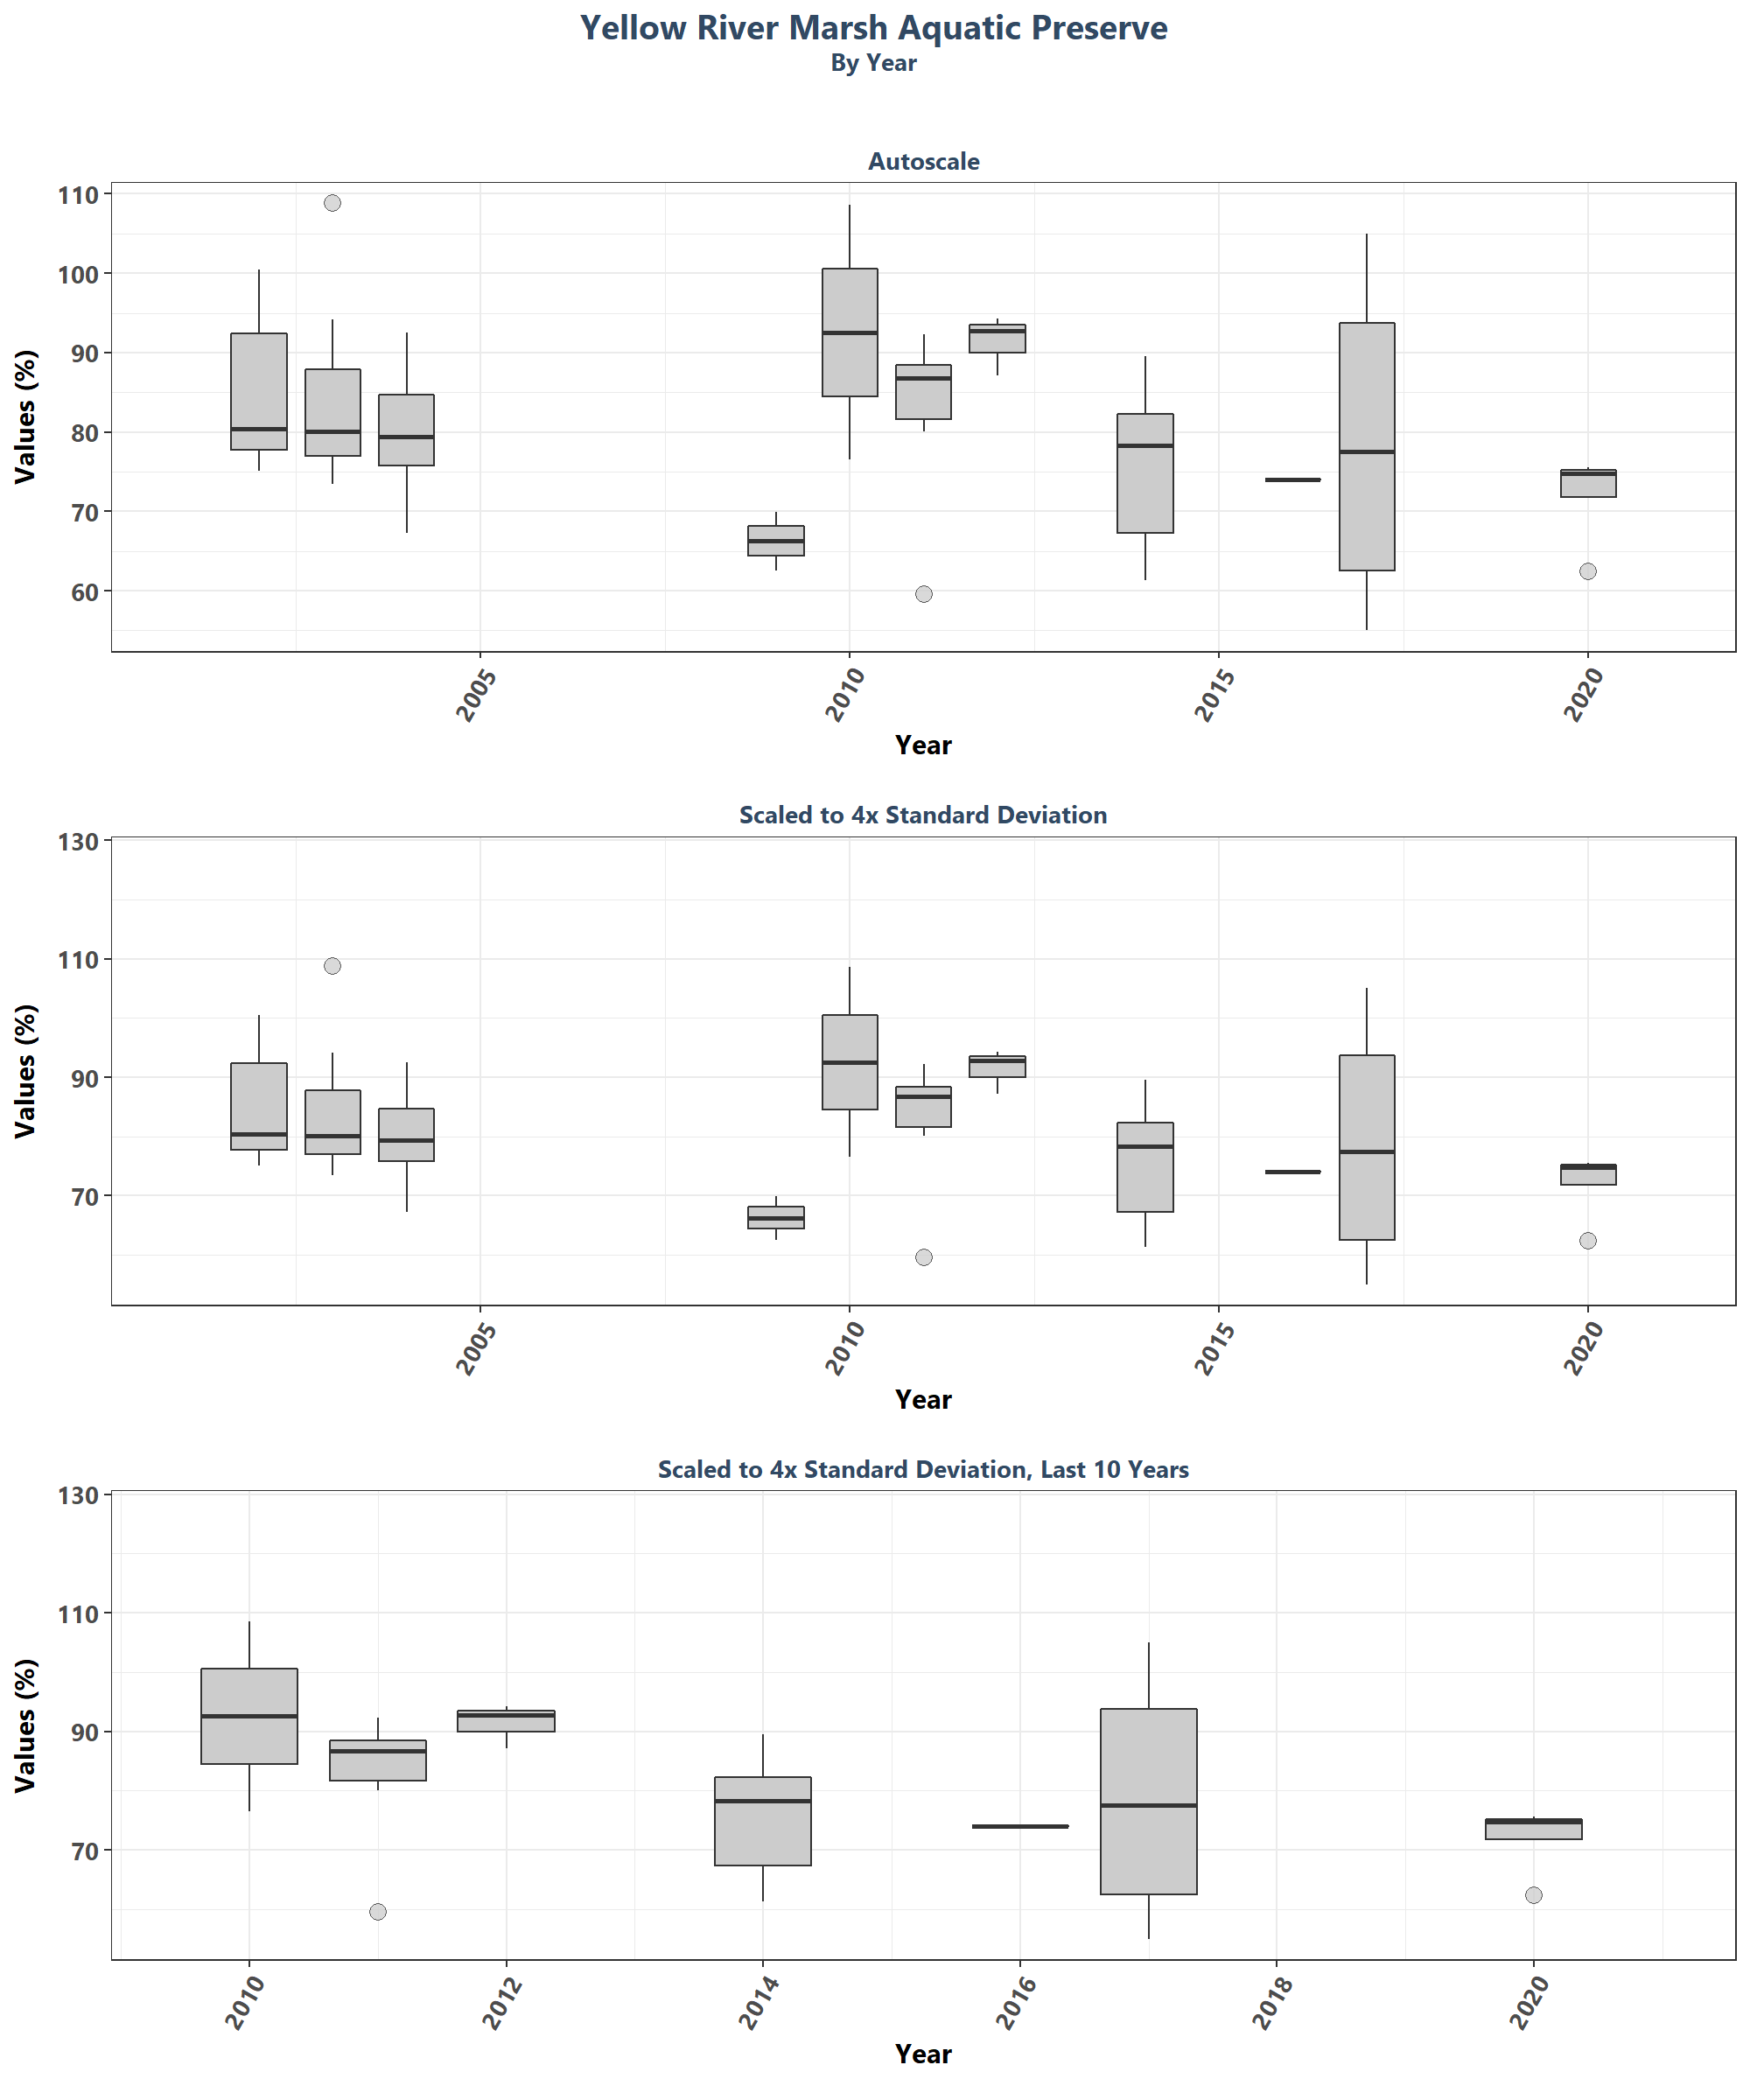 Yellow River Marsh Aquatic Preserve
By Year
Autoscale
110
100
90
80
70
60
Values (%)
2005
2010
2015
2020
Year
Scaled to 4x Standard Deviation
130
110
90
70
Values (%)
2005
2010
2015
2020
Year
Scaled to 4x Standard Deviation, Last 10 Years
130
110
90
70
Values (%)
2010
2012
2014
2016
2018
2020
Year